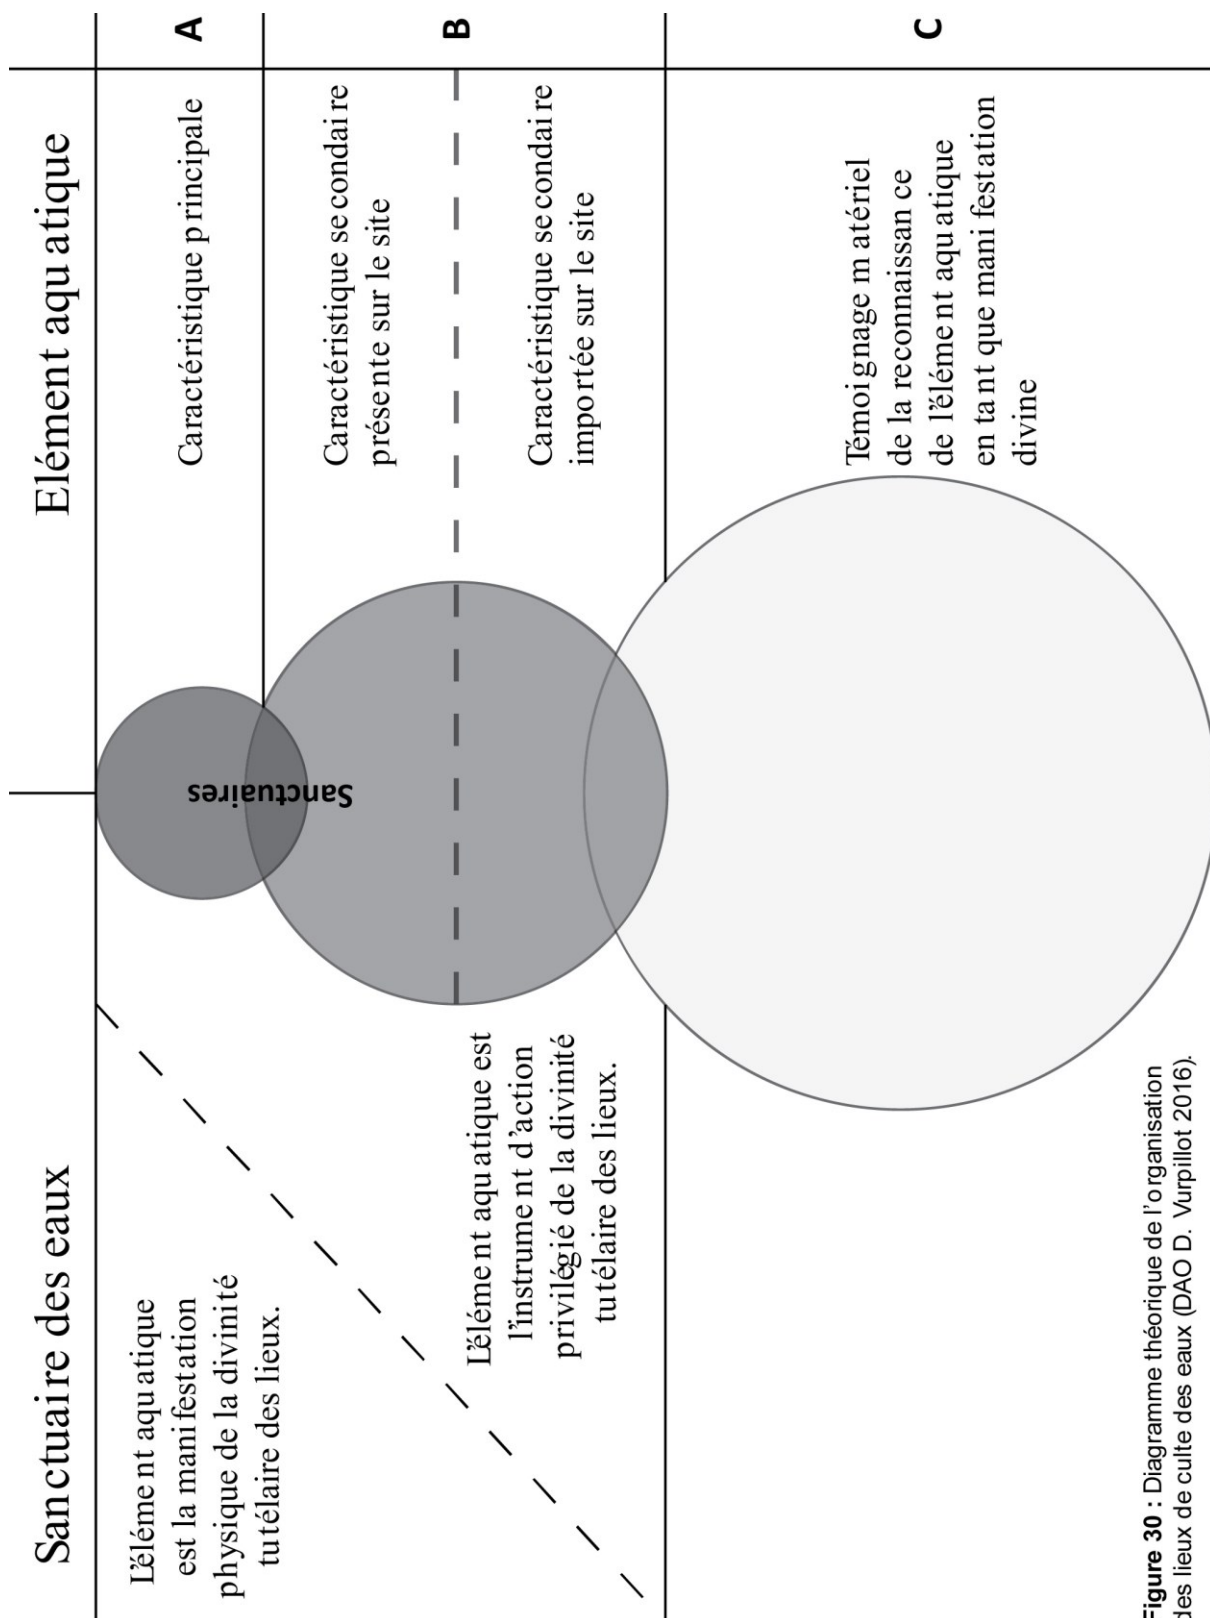 Sanctuaire des eaux
Elément aquatique
L'élément aquatique
est la manifestation
physique de la divinité
tutélaire des lieux.
Caractéristique principale
A
Sanctuaires
L'élément aquatique est
l'instrument d'action
privilégié de la divinité
tutélaire des lieux.
Caractéristique secondaire
présente sur le site
Caractéristique secondaire
importée sur le site
B
Témoignage matériel
de la reconnaissance
de l'élément aquatique
en tant que manifestation
divine
C
Figure 30 : Diagramme théorique de l'organisation
des lieux de culte des eaux (DAO D. Vurpillot 2016).